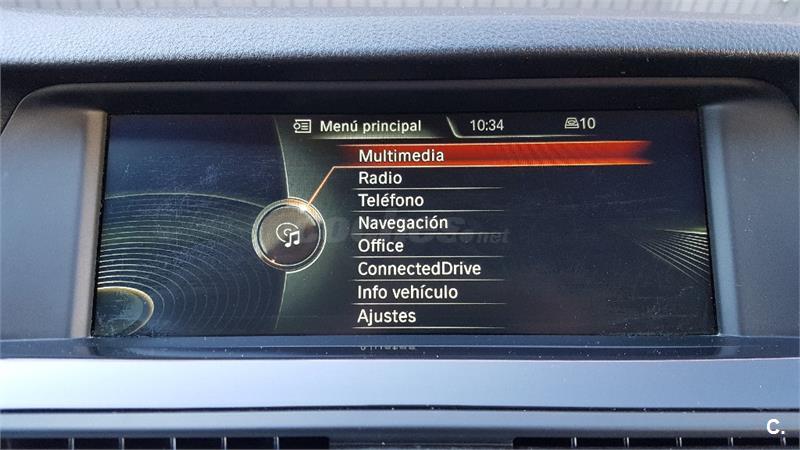 Menú principal 10:34 10
Multimedia
Radio
Teléfono
Navegación
Office
ConnectedDrive
Info vehículo
Ajustes
C.